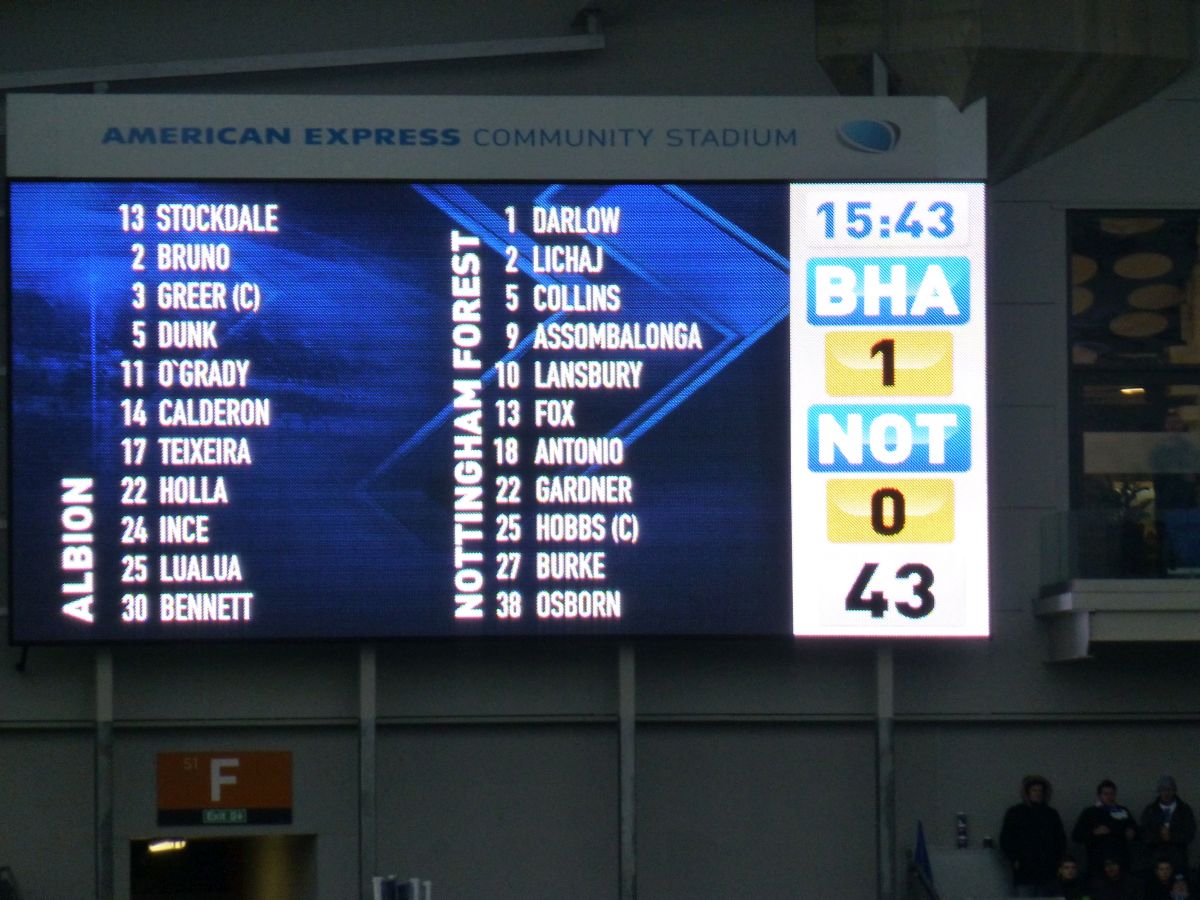 AMERICAN EXPRESS COMMUNITY STADIUM
ALBION
13 STOCKDALE
2 BRUNO
3 GREER (C)
5 DUNK
11 O`GRADY
14 CALDERON
17 TEIXEIRA
22 HOLLA
24 INCE
25 LUALUA
30 BENNETT
NOTTINGHAM FOREST
1 DARLOW
2 LICHAJ
5 COLLINS
9 ASSOMBALONGA
10 LANSBURY
13 FOX
18 ANTONIO
22 GARDNER
25 HOBBS (C)
27 BURKE
38 OSBORN
15:43
BHA
1
NOT
0
43
S1 F
Exit 04